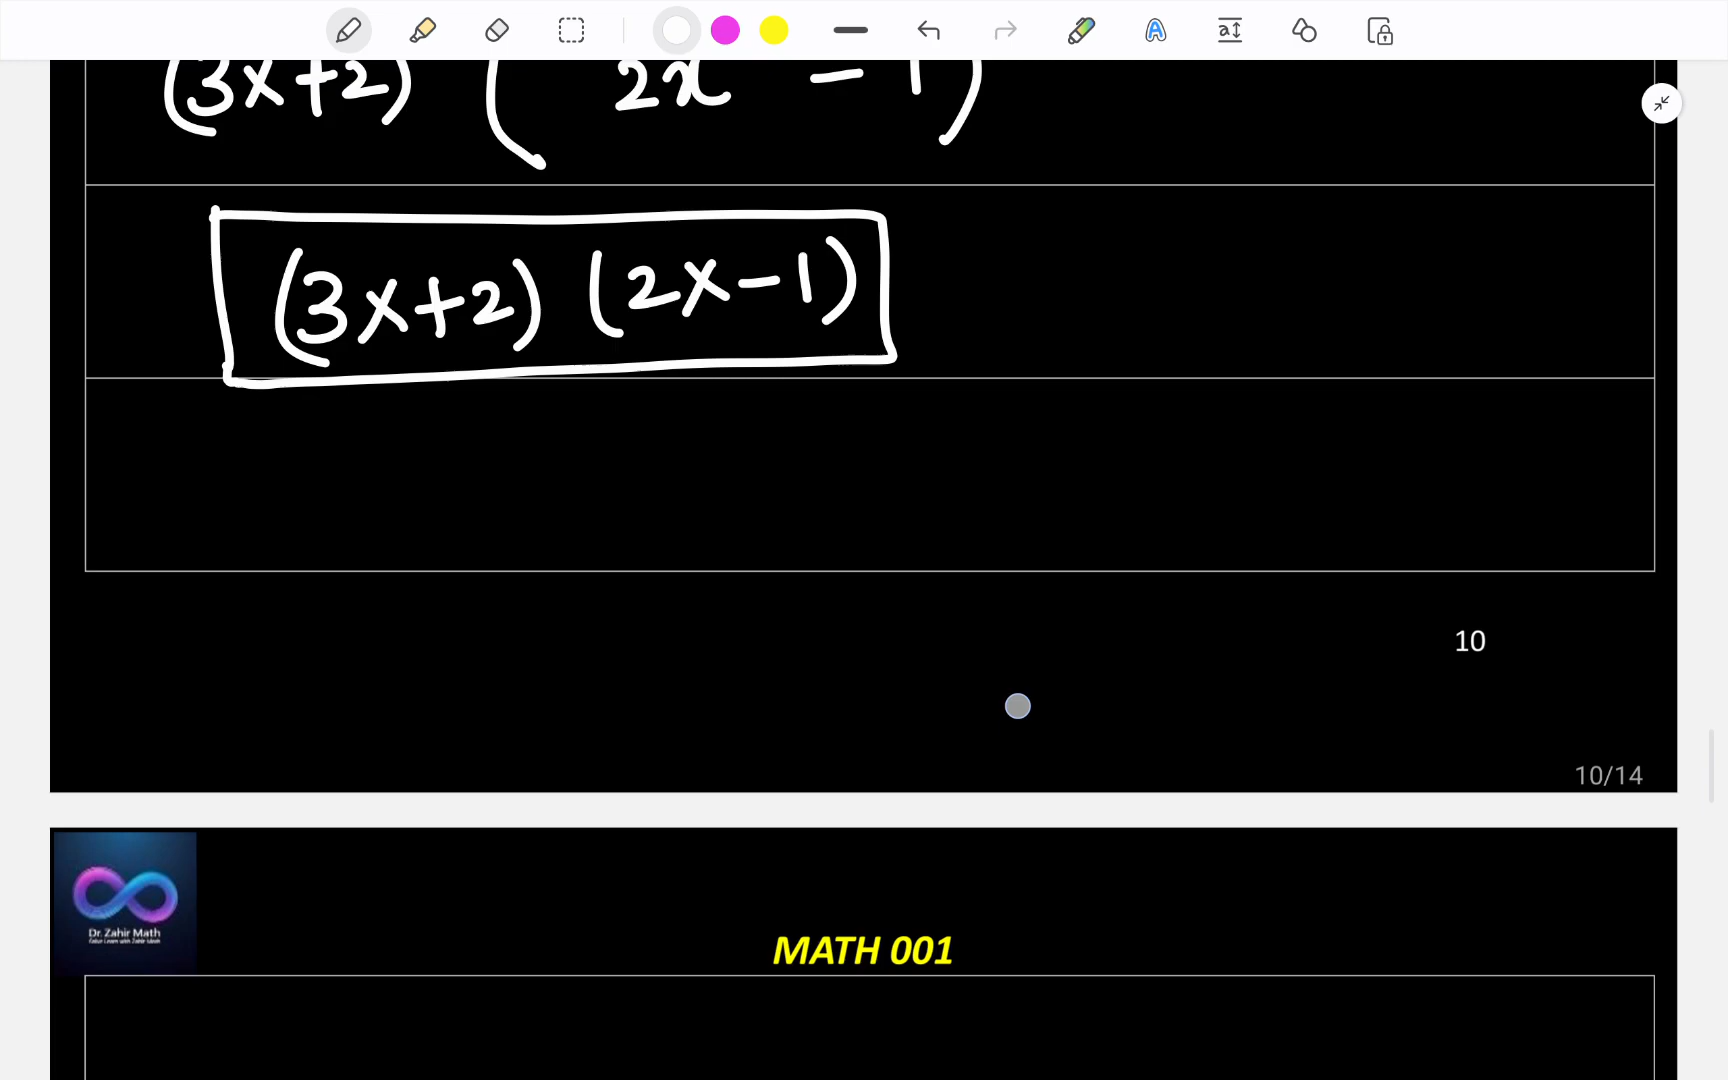 (3x+2) ( 2x - 1)
(3x+2) (2x-1)
10
10/14
Dr. Zahir Math
MATH 001